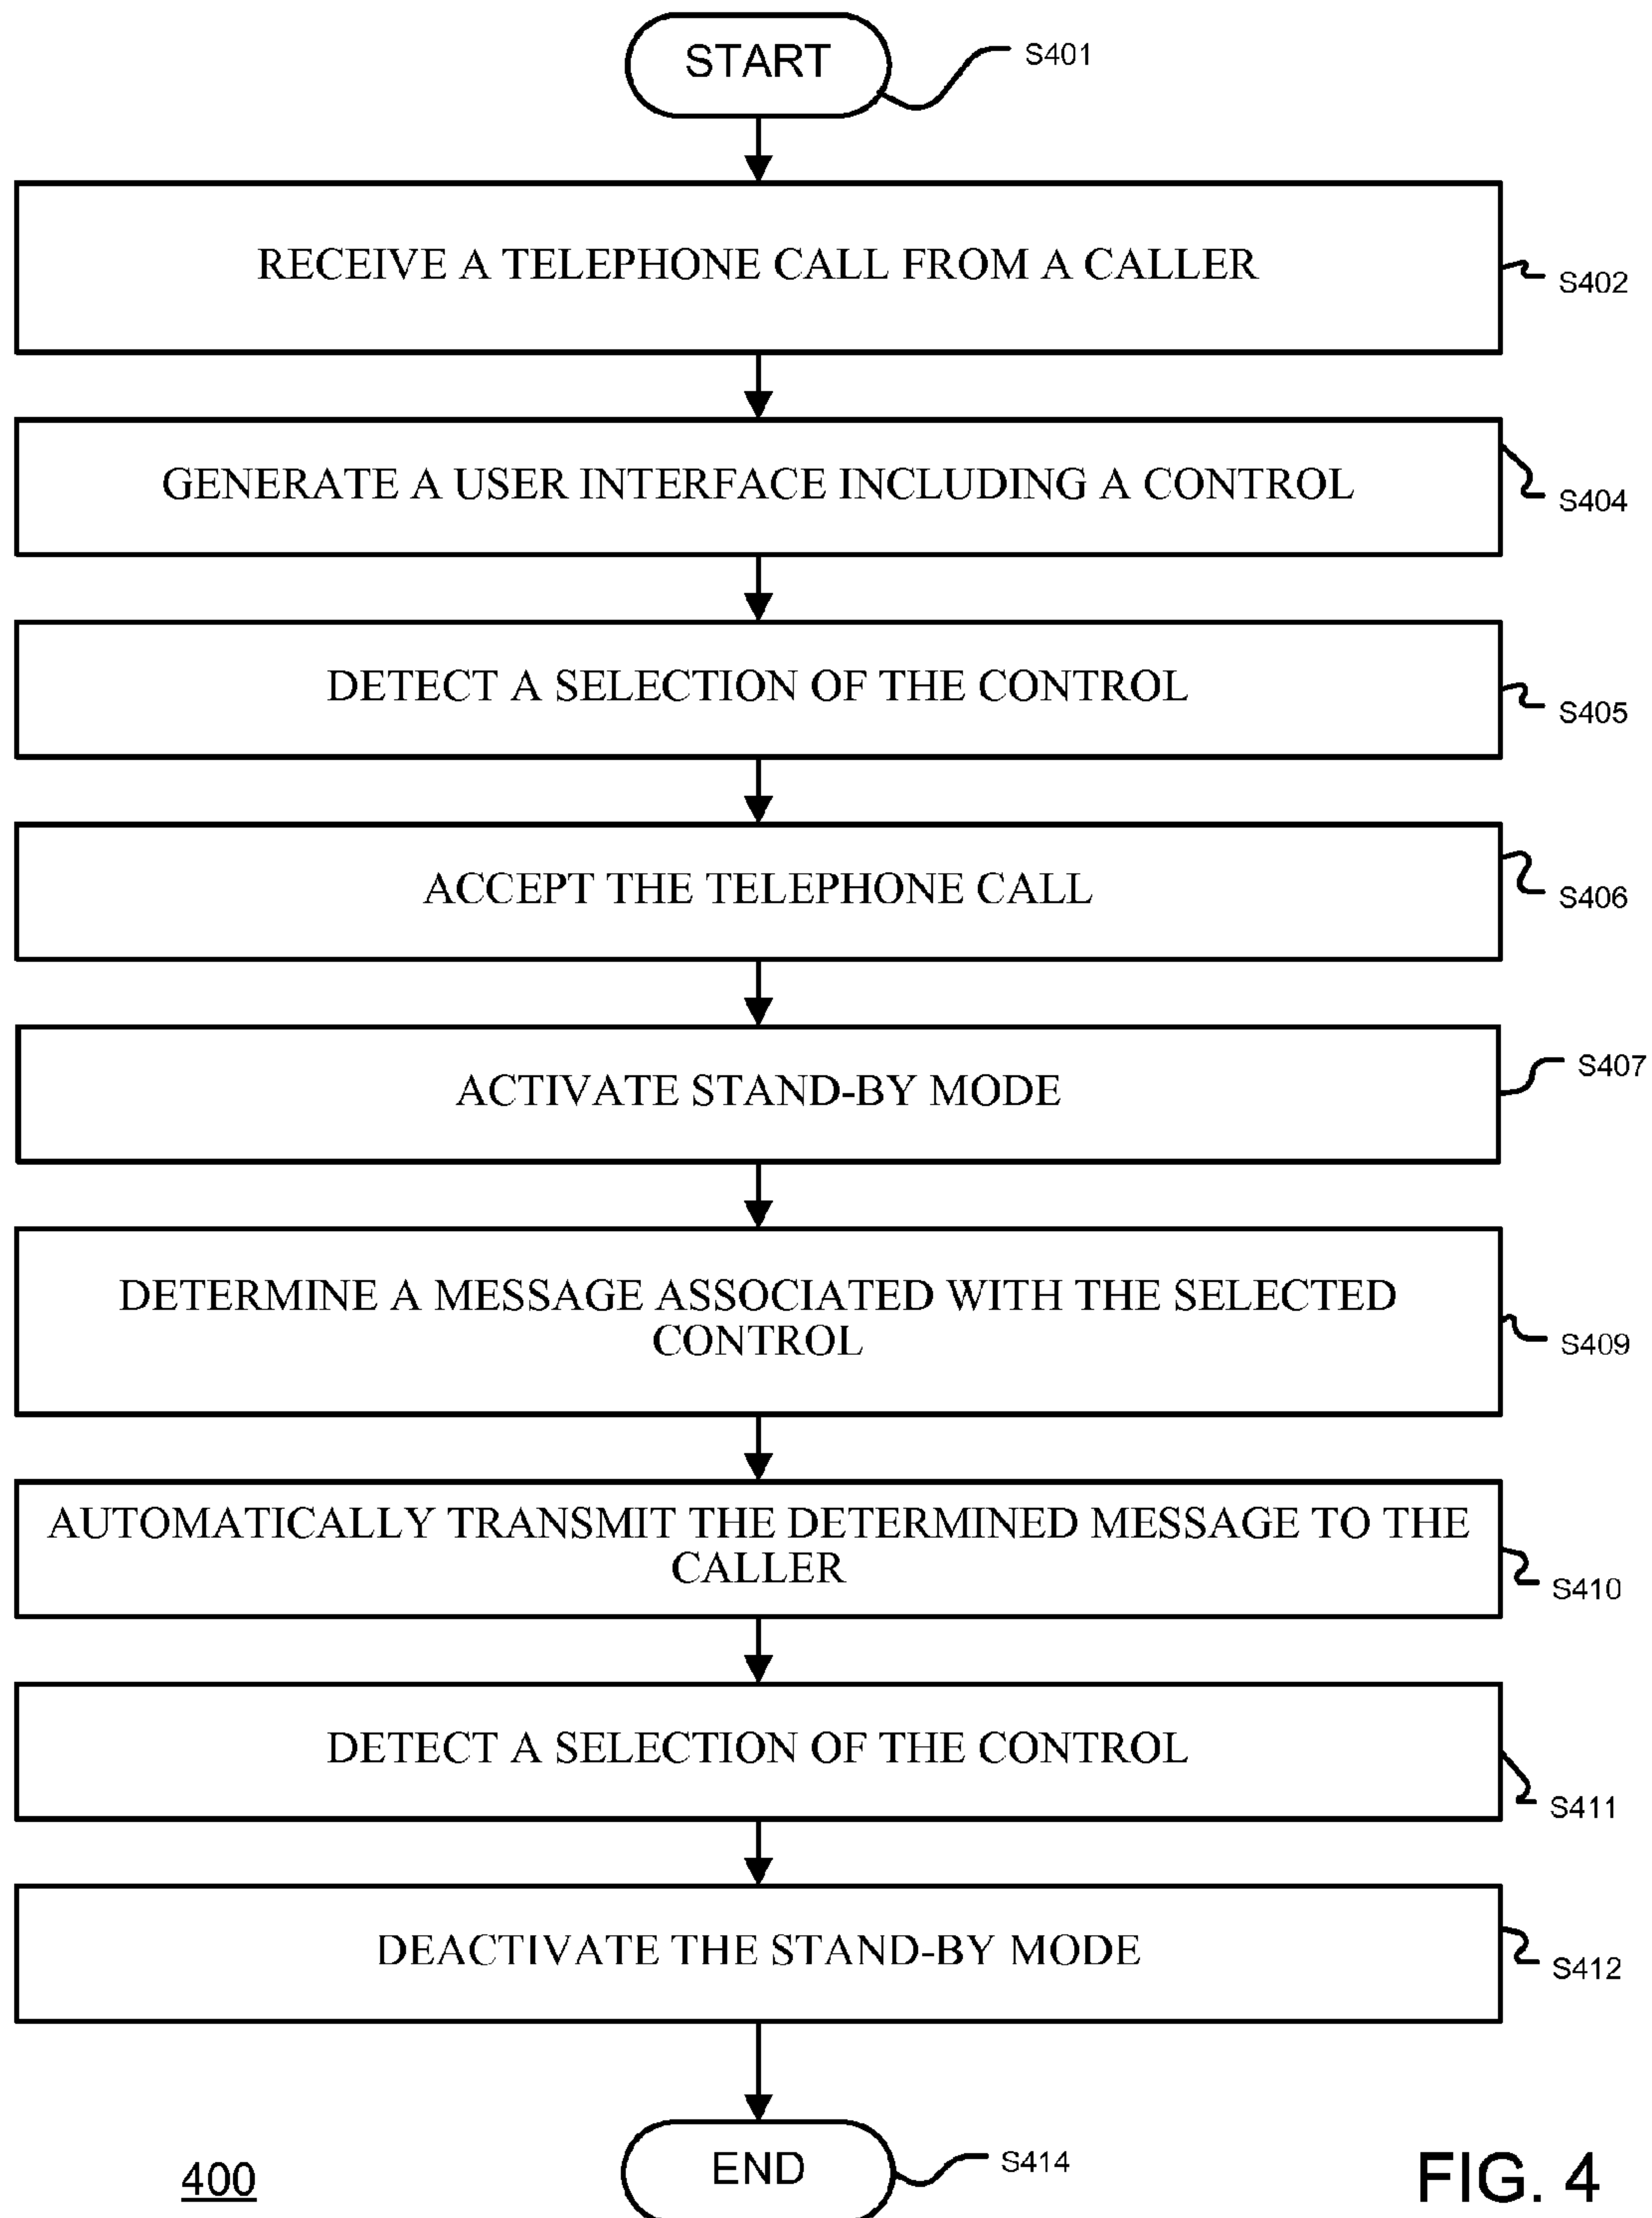 START
S401
RECEIVE A TELEPHONE CALL FROM A CALLER
S402
GENERATE A USER INTERFACE INCLUDING A CONTROL
S404
DETECT A SELECTION OF THE CONTROL
S405
ACCEPT THE TELEPHONE CALL
S406
ACTIVATE STAND-BY MODE
S407
DETERMINE A MESSAGE ASSOCIATED WITH THE SELECTED
CONTROL
S409
AUTOMATICALLY TRANSMIT THE DETERMINED MESSAGE TO THE
CALLER
S410
DETECT A SELECTION OF THE CONTROL
S411
DEACTIVATE THE STAND-BY MODE
S412
END
S414
400
FIG. 4